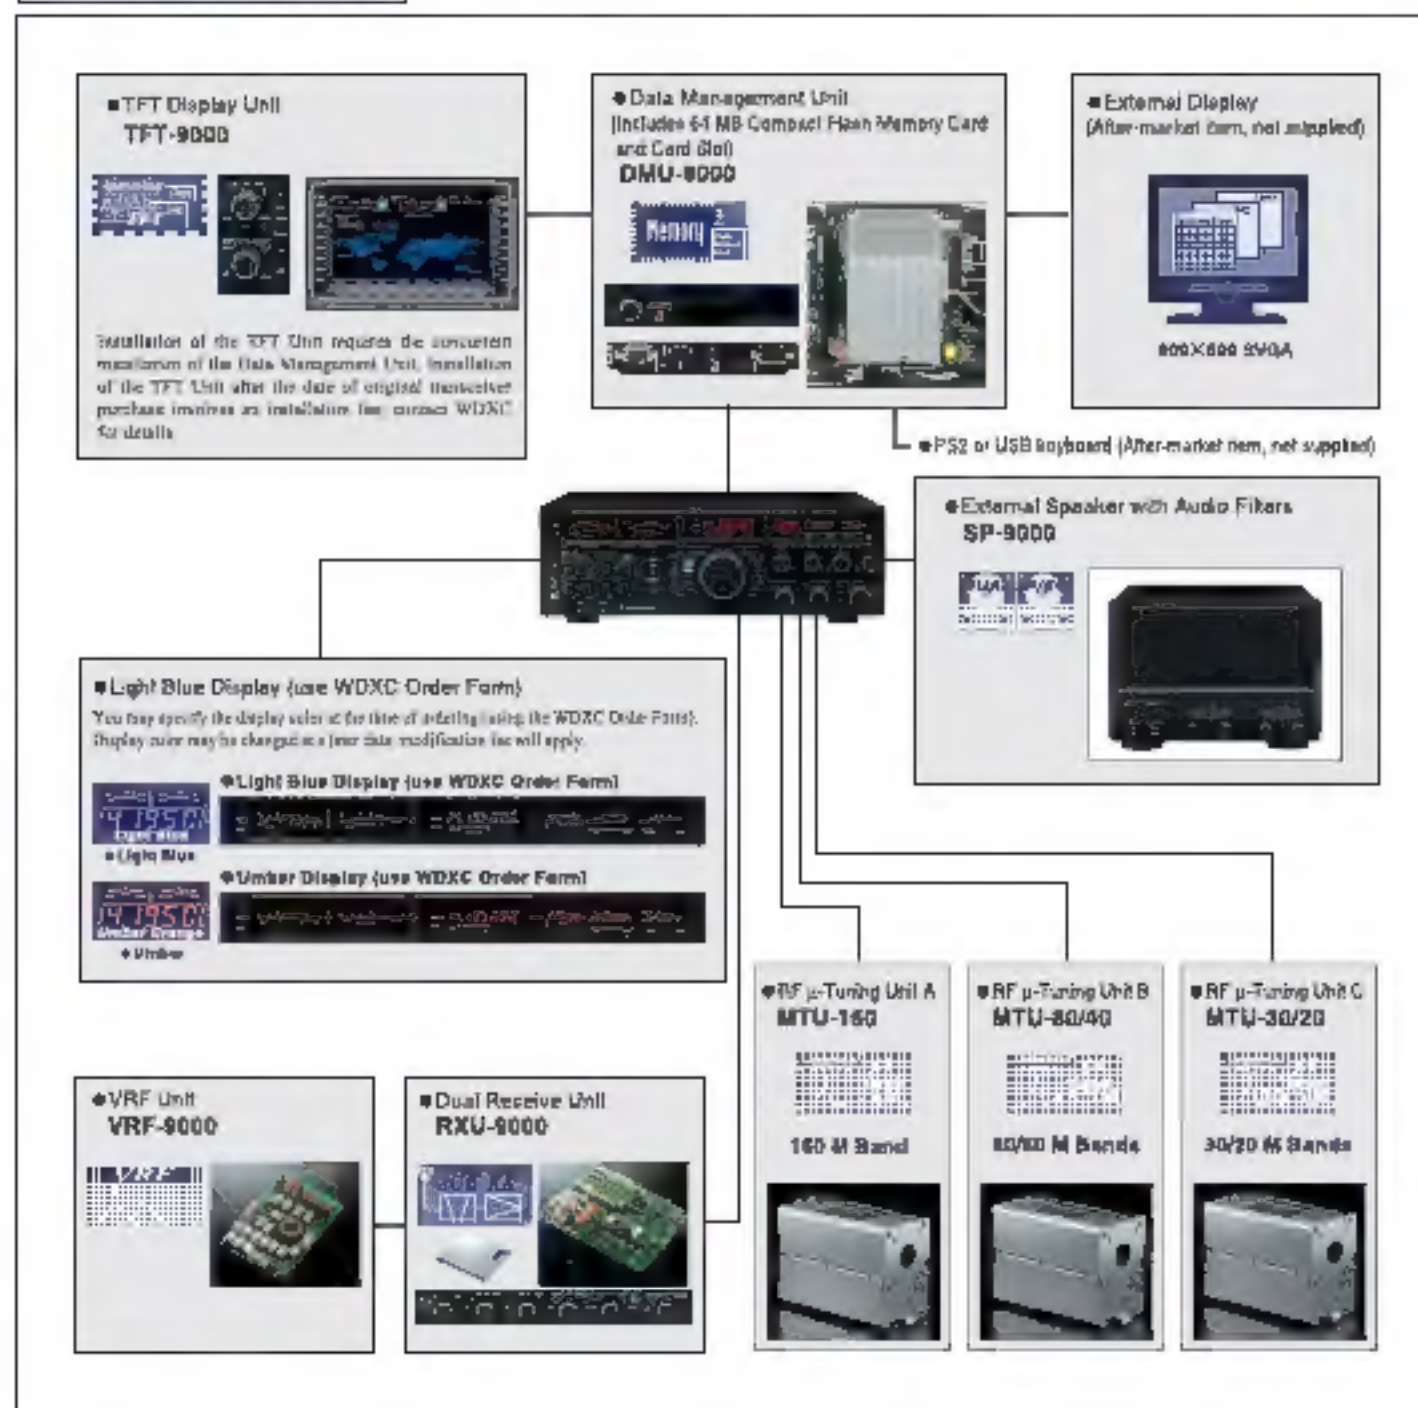 ■TFT Display Unit
TFT-9000
Installation of the TFT Unit requires the concurrent
installation of the Data Management Unit. Installation
of the TFT Unit after the date of original transceiver
purchase involves an installation fee; contact WDXC
for details
●Data Management Unit
(Includes 64 MB Compact Flash Memory Card
and Card Slot)
DMU-9000
Memory
■External Display
(After-market item, not supplied)
800×600 SVGA
●PS2 or USB Keyboard (After-market item, not supplied)
●External Speaker with Audio Filters
SP-9000
■Light Blue Display (use WDXC Order Form)
You may specify the display color at the time of ordering (using the WDXC Order Form).
Display color may be changed at a later date modification fee will apply.
●Light Blue Display (use WDXC Order Form)
Light Blue
●Light Blue
●Umber Display (use WDXC Order Form)
Umber Orange
●Umber
●RF μ-Tuning Unit A
MTU-160
160 M Band
●RF μ-Tuning Unit B
MTU-80/40
M Bands
●RF μ-Tuning Unit C
MTU-30/20
30/20 M Bands
●VRF Unit
VRF-9000
VRF
■Dual Receive Unit
RXU-9000